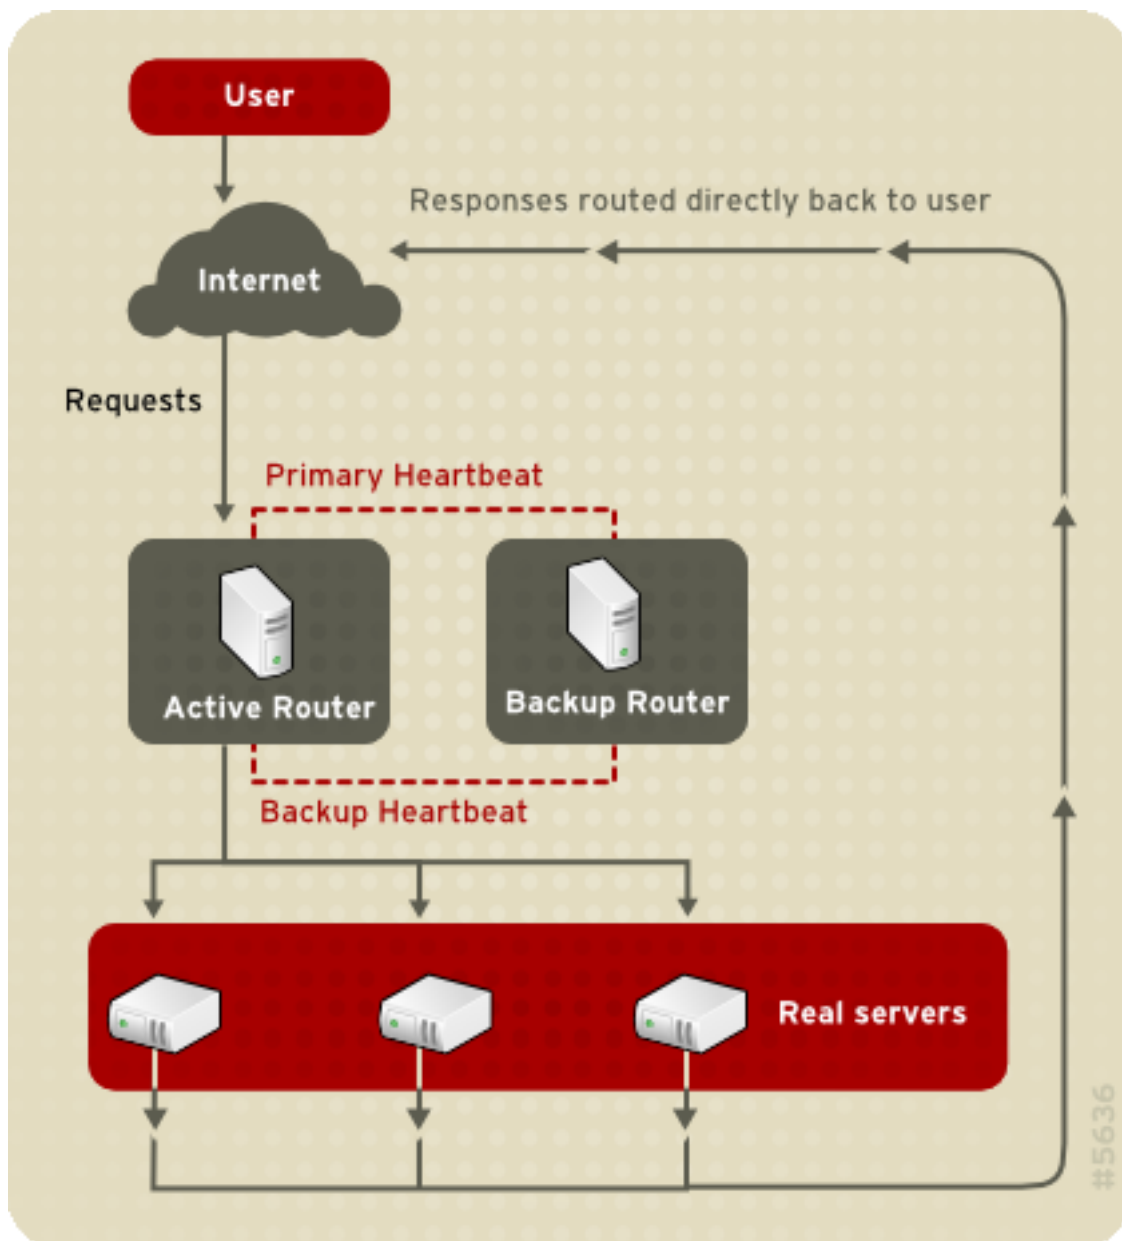 User
Responses routed directly back to user
Internet
Requests
Primary Heartbeat
Active Router
Backup Router
Backup Heartbeat
Real servers
#5636